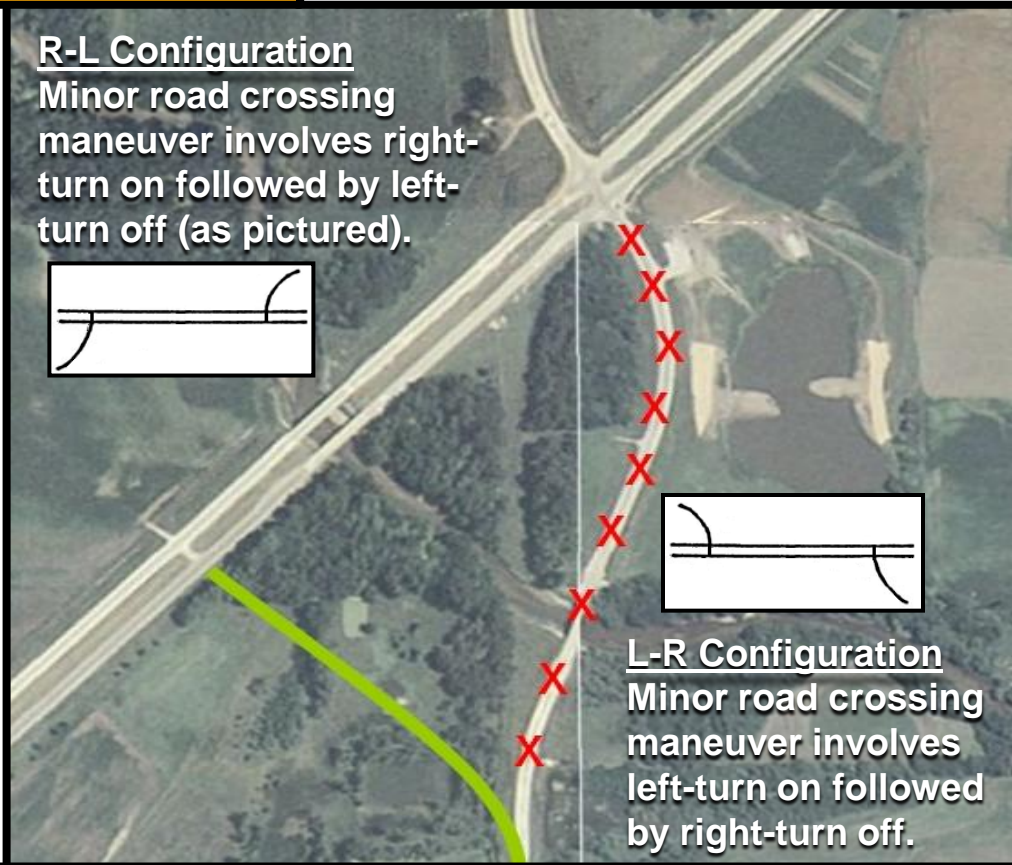 R-L Configuration
Minor road crossing
maneuver involves right-
turn on followed by left-
turn off (as pictured).
X
X
X
X
X
X
X
X
X
L-R Configuration
Minor road crossing
maneuver involves
left-turn on followed
by right-turn off.